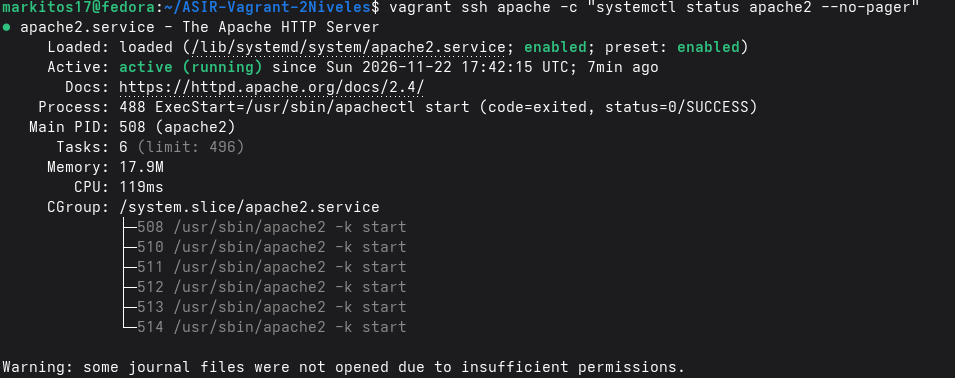 markitos17@fedora:~/ASIR-Vagrant-2Niveles$ vagrant ssh apache -c "systemctl status apache2 --no-pager"
● apache2.service - The Apache HTTP Server
     Loaded: loaded (/lib/systemd/system/apache2.service; enabled; preset: enabled)
     Active: active (running) since Sun 2026-11-22 17:42:15 UTC; 7min ago
       Docs: https://httpd.apache.org/docs/2.4/
    Process: 488 ExecStart=/usr/sbin/apachectl start (code=exited, status=0/SUCCESS)
   Main PID: 508 (apache2)
      Tasks: 6 (limit: 496)
     Memory: 17.9M
        CPU: 119ms
     CGroup: /system.slice/apache2.service
             ├─508 /usr/sbin/apache2 -k start
             ├─510 /usr/sbin/apache2 -k start
             ├─511 /usr/sbin/apache2 -k start
             ├─512 /usr/sbin/apache2 -k start
             ├─513 /usr/sbin/apache2 -k start
             └─514 /usr/sbin/apache2 -k start
Warning: some journal files were not opened due to insufficient permissions.